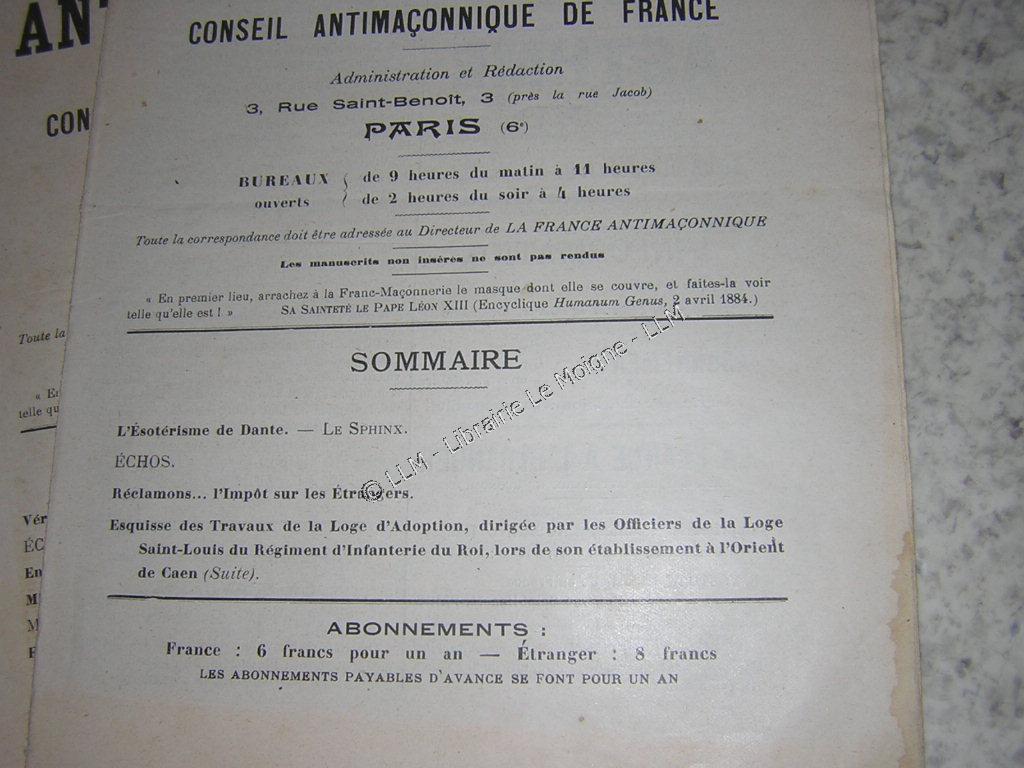 CONSEIL ANTIMAÇONNIQUE DE FRANCE
Administration et Rédaction
3, Rue Saint-Benoît, 3 (près la rue Jacob)
PARIS (6e)
BUREAUX ouverts
de 9 heures du matin à 11 heures
de 2 heures du soir à 4 heures
Toute la correspondance doit être adressée au Directeur de LA FRANCE ANTIMAÇONNIQUE
Les manuscrits non insérés ne sont pas rendus
« En premier lieu, arrachez à la Franc-Maçonnerie le masque dont elle se couvre, et faites-la voir
telle qu'elle est ! » SA SAINTETÉ LE PAPE LÉON XIII (Encyclique Humanum Genus, 2 avril 1884.)
SOMMAIRE
L'Ésotérisme de Dante. — LE SPHINX.
ÉCHOS.
Réclamons... l'Impôt sur les Étrangers.
Esquisse des Travaux de la Loge d'Adoption, dirigée par les Officiers de la Loge
Saint-Louis du Régiment d'Infanterie du Roi, lors de son établissement à l'Orient
de Caen (Suite).
ABONNEMENTS :
France : 6 francs pour un an — Étranger : 8 francs
LES ABONNEMENTS PAYABLES D'AVANCE SE FONT POUR UN AN
© LLM - Librairie Le Moigne - LLM
AN
CON
Toute la
telle qu
Vér
ÉC
En